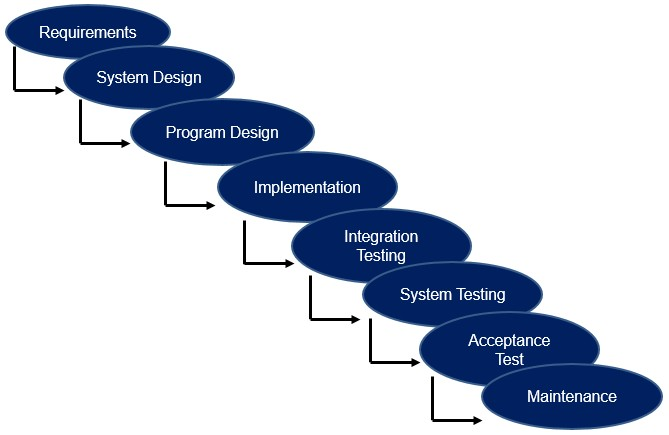 Requirements
System Design
Program Design
Implementation
Integration
Testing
System Testing
Acceptance
Test
Maintenance